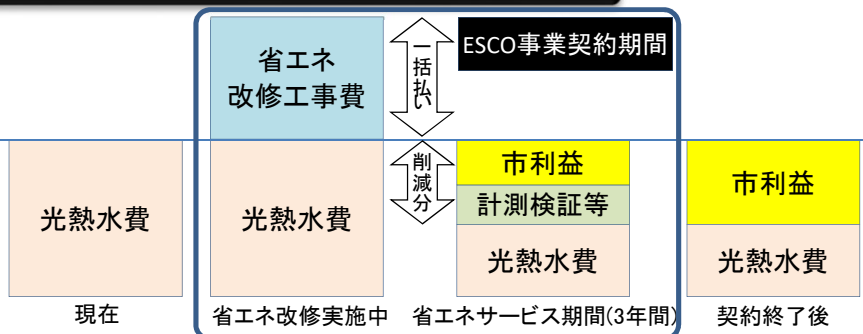 省エネ
改修工事費
一括払い
ESCO事業契約期間
光熱水費
光熱水費
削減分
市利益
計測検証等
光熱水費
市利益
光熱水費
現在
省エネ改修実施中
省エネサービス期間(3年間)
契約終了後